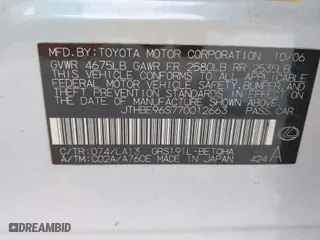 MFD. BY: TOYOTA MOTOR CORPORATION 10/06
GVWR 4675LB GAWR FR 2580LB RR 2535LB
THIS VEHICLE CONFORMS TO ALL APPLICABLE
FEDERAL MOTOR VEHICLE SAFETY, BUMPER, AND
THEFT PREVENTION STANDARDS IN EFFECT ON THE
DATE OF MANUFACTURE SHOWN ABOVE.
JTHBE96S770012663
PASS. CAR
C/TR: 074/LA13 GRS191L-BETQHA
A/TM: C02A/A760E MADE IN JAPAN 424 A
DEALERSHIP.CC